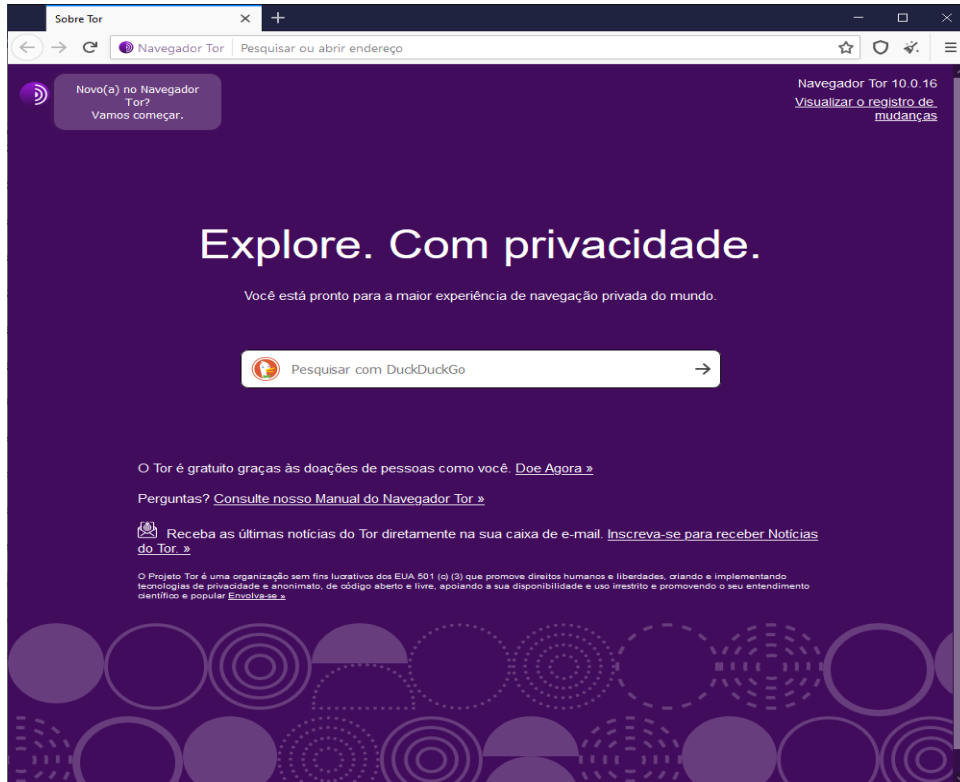 Sobre Tor
Navegador Tor
Pesquisar ou abrir endereço
Novo(a) no Navegador
Tor?
Vamos começar.
Navegador Tor 10.0.16
Visualizar o registro de
mudanças
Explore. Com privacidade.
Você está pronto para a maior experiência de navegação privada do mundo.
Pesquisar com DuckDuckGo
O Tor é gratuito graças às doações de pessoas como você. Doe Agora »
Perguntas? Consulte nosso Manual do Navegador Tor »
Receba as últimas notícias do Tor diretamente na sua caixa de e-mail. Inscreva-se para receber Notícias
do Tor. »
O Projeto Tor é uma organização sem fins lucrativos dos EUA 501 (c) (3) que promove direitos humanos e liberdades, criando e implementando
tecnologias de privacidade e anonimato, de código aberto e livre, apoiando a sua disponibilidade e uso irrestrito e promovendo o seu entendimento
científico e popular Envolva-se »